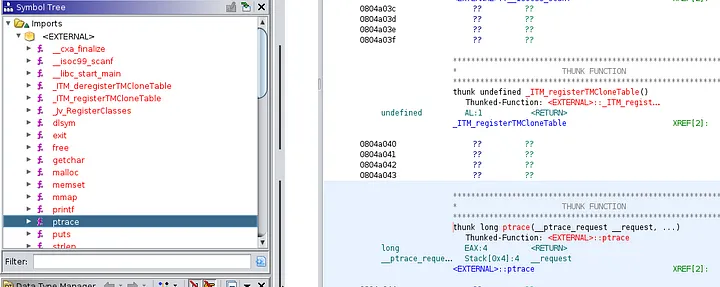 Symbol Tree
Imports
<EXTERNAL>
__cxa_finalize
__isoc99_scanf
__libc_start_main
_ITM_deregisterTMCloneTable
_ITM_registerTMCloneTable
_Jv_RegisterClasses
dlsym
exit
free
getchar
malloc
memset
mmap
printf
ptrace
puts
strlen
Filter:
Data Type Manager
0804a03c ?? ??
0804a03d ?? ??
0804a03e ?? ??
0804a03f ?? ??
* THUNK FUNCTION
thunk undefined _ITM_registerTMCloneTable()
Thunked-Function: <EXTERNAL>::_ITM_regist...
undefined AL:1 <RETURN>
_ITM_registerTMCloneTable XREF[2]:
0804a040 ?? ??
0804a041 ?? ??
0804a042 ?? ??
0804a043 ?? ??
* THUNK FUNCTION
thunk long ptrace(__ptrace_request __request, ...)
Thunked-Function: <EXTERNAL>::ptrace
long EAX:4 <RETURN>
__ptrace_reque... Stack[0x4]:4 __request
<EXTERNAL>::ptrace XREF[2]: